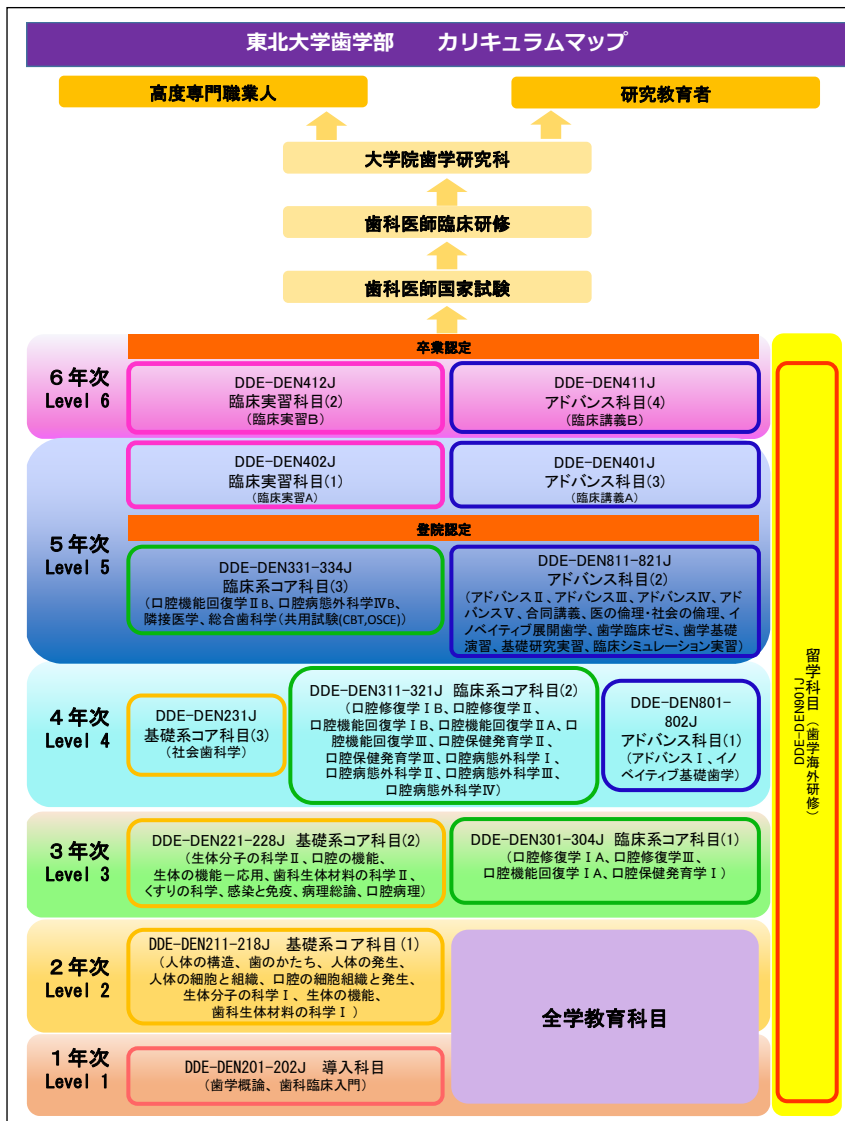 東北大学歯学部　　カリキュラムマップ
高度専門職業人
研究教育者
大学院歯学研究科
歯科医師臨床研修
歯科医師国家試験
卒業認定
6年次
Level 6
DDE-DEN412J
臨床実習科目(2)
(臨床実習B)
DDE-DEN411J
アドバンス科目(4)
(臨床講義B)
5年次
Level 5
DDE-DEN402J
臨床実習科目(1)
(臨床実習A)
DDE-DEN401J
アドバンス科目(3)
(臨床講義A)
登院認定
DDE-DEN331-334J
臨床系コア科目(3)
(口腔機能回復学ⅡB、口腔病態外科学ⅣB、
隣接医学、総合歯科学(共用試験(CBT,OSCE))
DDE-DEN811-821J
アドバンス科目(2)
(アドバンスⅡ、アドバンスⅢ、アドバンスⅣ、アド
バンスⅤ、合同講義、医の倫理・社会の倫理、イ
ノベイティブ展開歯学、歯学臨床ゼミ、歯学基礎
演習、基礎研究実習、臨床シミュレーション実習)
4年次
Level 4
DDE-DEN231J
基礎系コア科目(3)
(社会歯科学)
DDE-DEN311-321J 臨床系コア科目(2)
(口腔修復学ⅠB、口腔修復学Ⅱ、
口腔機能回復学ⅠB、口腔機能回復学ⅡA、口
腔機能回復学Ⅲ、口腔保健発育学Ⅱ、
口腔保健発育学Ⅲ、口腔病態外科学Ⅰ、
口腔病態外科学Ⅱ、口腔病態外科学Ⅲ、
口腔病態外科学Ⅳ)
DDE-DEN801-
802J
アドバンス科目(1)
(アドバンスⅠ、イノ
ベイティブ基礎歯学)
3年次
Level 3
DDE-DEN221-228J 基礎系コア科目(2)
(生体分子の科学Ⅱ、口腔の機能、
生体の機能－応用、歯科生体材料の科学Ⅱ、
くすりの科学、感染と免疫、病理総論、口腔病理)
DDE-DEN301-304J 臨床系コア科目(1)
(口腔修復学ⅠA、口腔修復学Ⅲ、
口腔機能回復学ⅠA、口腔保健発育学Ⅰ)
2年次
Level 2
DDE-DEN211-218J　基礎系コア科目(1)
(人体の構造、歯のかたち、人体の発生、
人体の細胞と組織、口腔の細胞組織と発生、
生体分子の科学Ⅰ、生体の機能、
歯科生体材料の科学Ⅰ)
全学教育科目
1年次
Level 1
DDE-DEN201-202J　導入科目
(歯学概論、歯科臨床入門)
DDE-DEN901J
留学科目(歯学海外研修)